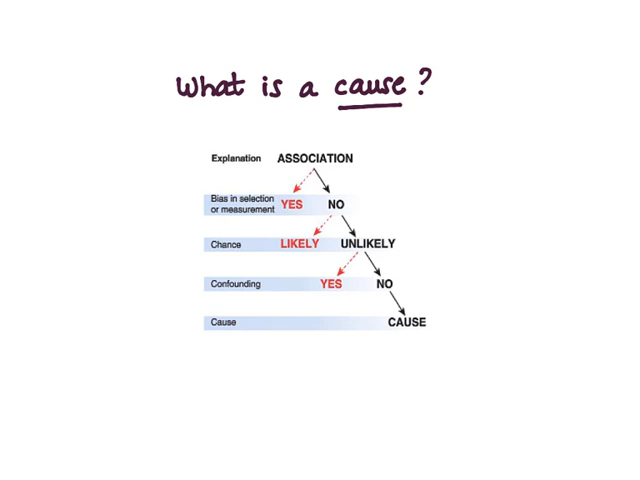 What is a cause?
Explanation ASSOCIATION
Bias in selection
or measurement YES NO
Chance LIKELY UNLIKELY
Confounding YES NO
Cause CAUSE